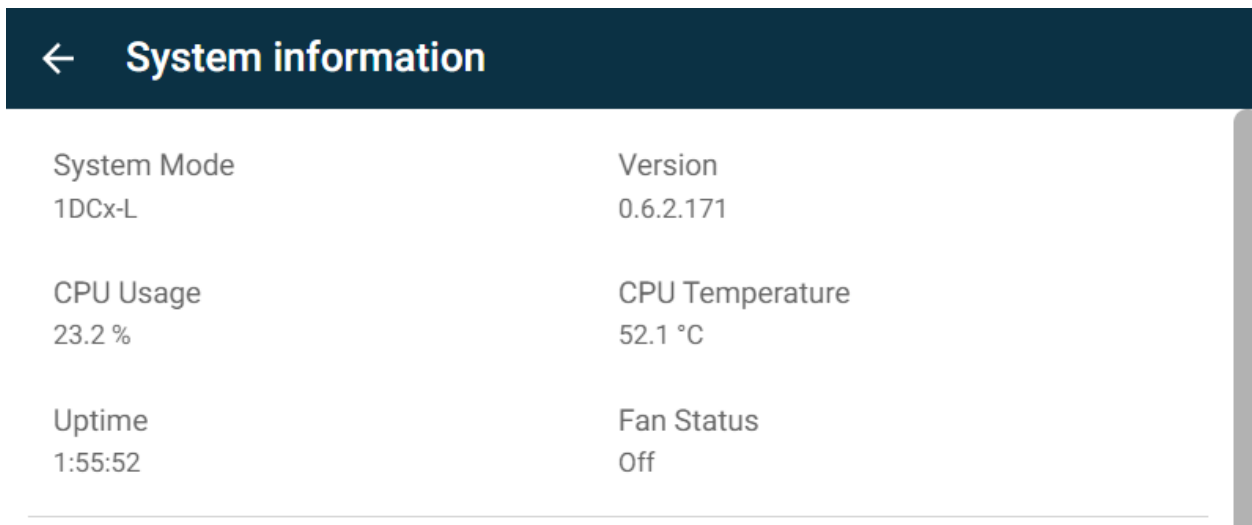 System information
System Mode
1DCx-L
Version
0.6.2.171
CPU Usage
23.2 %
CPU Temperature
52.1 °C
Uptime
1:55:52
Fan Status
Off